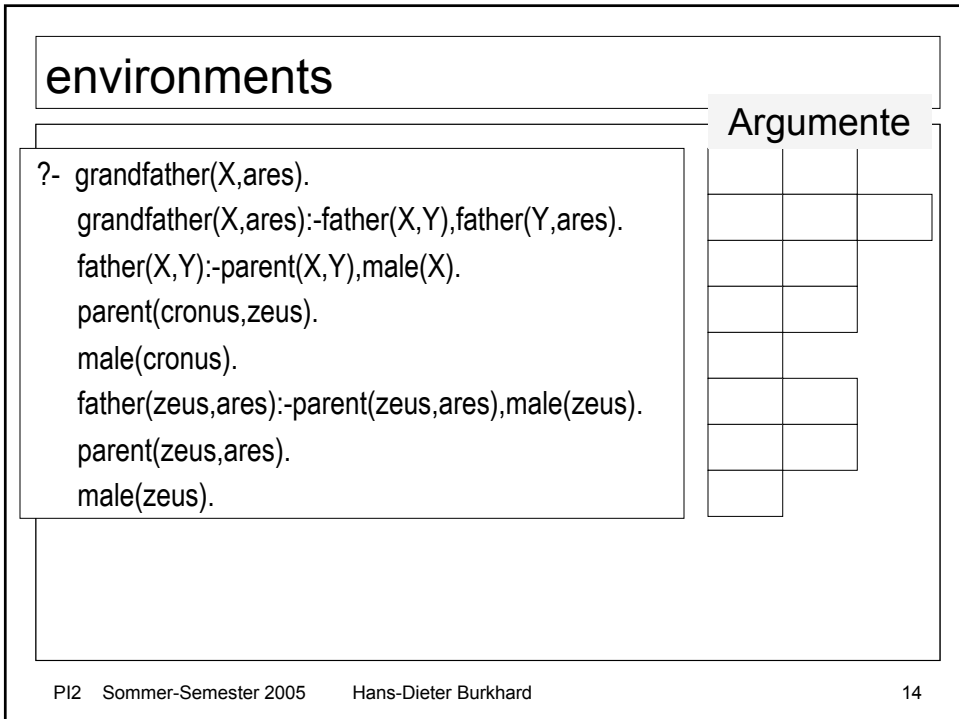 environments
Argumente
?- grandfather(X,ares).
grandfather(X,ares):-father(X,Y),father(Y,ares).
father(X,Y):-parent(X,Y),male(X).
parent(cronus,zeus).
male(cronus).
father(zeus,ares):-parent(zeus,ares),male(zeus).
parent(zeus,ares).
male(zeus).
PI2 Sommer-Semester 2005 Hans-Dieter Burkhard 14